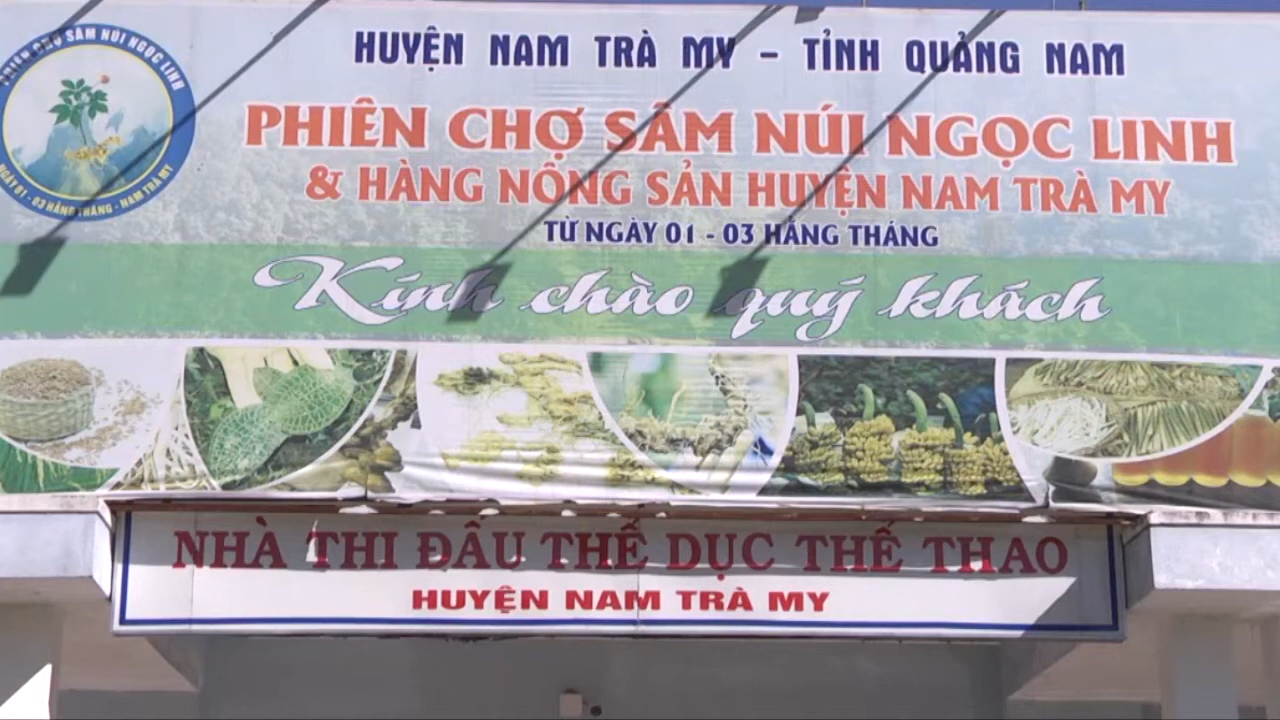 HUYỆN NAM TRÀ MY - TỈNH QUẢNG NAM
PHIÊN CHỢ SÂM NÚI NGỌC LINH
& HÀNG NÔNG SẢN HUYỆN NAM TRÀ MY
TỪ NGÀY 01 - 03 HẰNG THÁNG
Kính chào quý khách
PHIÊN CHỢ SÂM NÚI NGỌC LINH
NGÀY 01 - 03 HẰNG THÁNG - NAM TRÀ MY
NHÀ THI ĐẤU THỂ DỤC THỂ THAO
HUYỆN NAM TRÀ MY